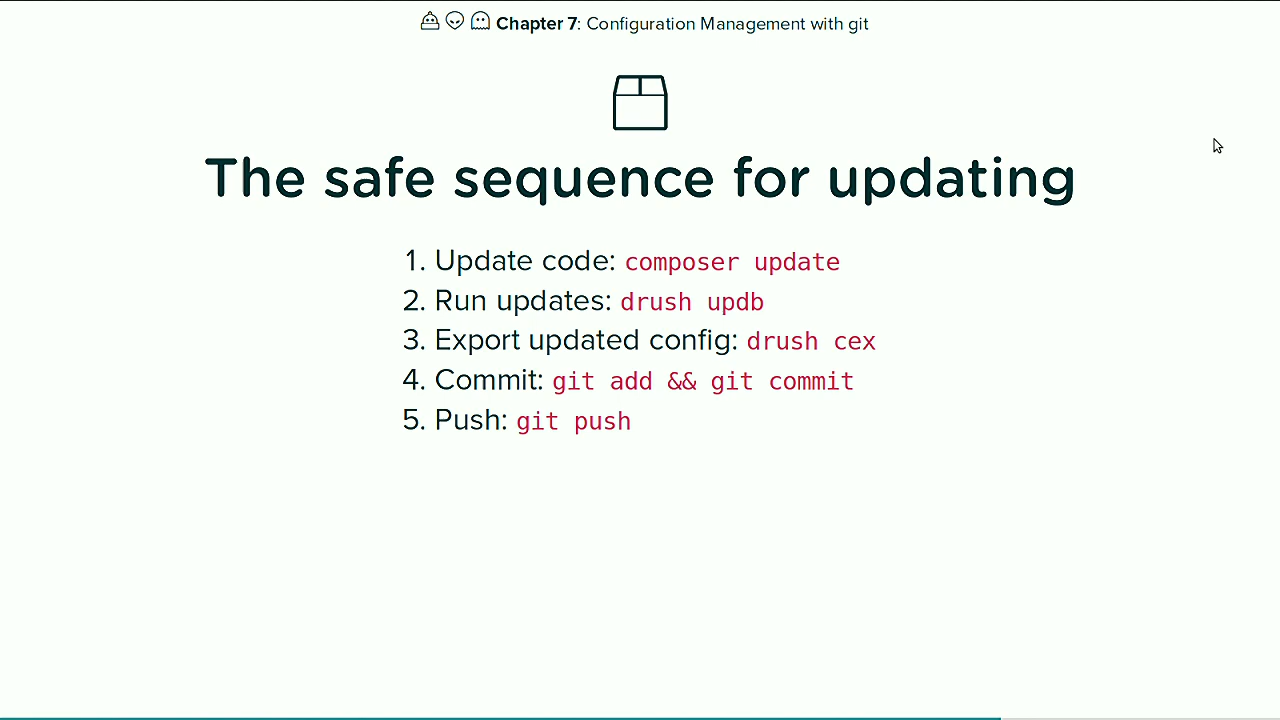 Chapter 7: Configuration Management with git
The safe sequence for updating
1. Update code: composer update
2. Run updates: drush updb
3. Export updated config: drush cex
4. Commit: git add && git commit
5. Push: git push